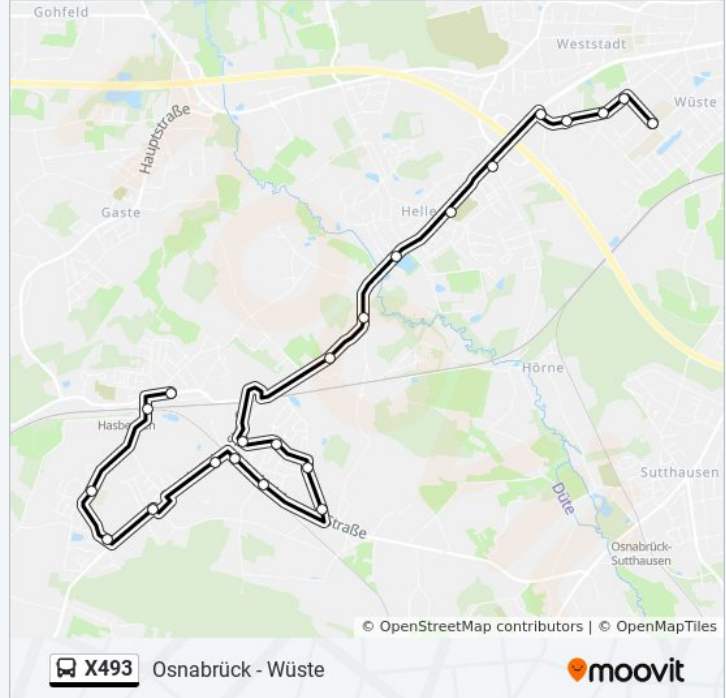 Gohfeld
Weststadt
Wüste
Hauptstraße
Gaste
Helle
Hörne
Sutthausen
Düte
Straße
Osnabrück-
Sutthausen
© OpenStreetMap contributors | © OpenMapTiles
X493 Osnabrück - Wüste
moovit